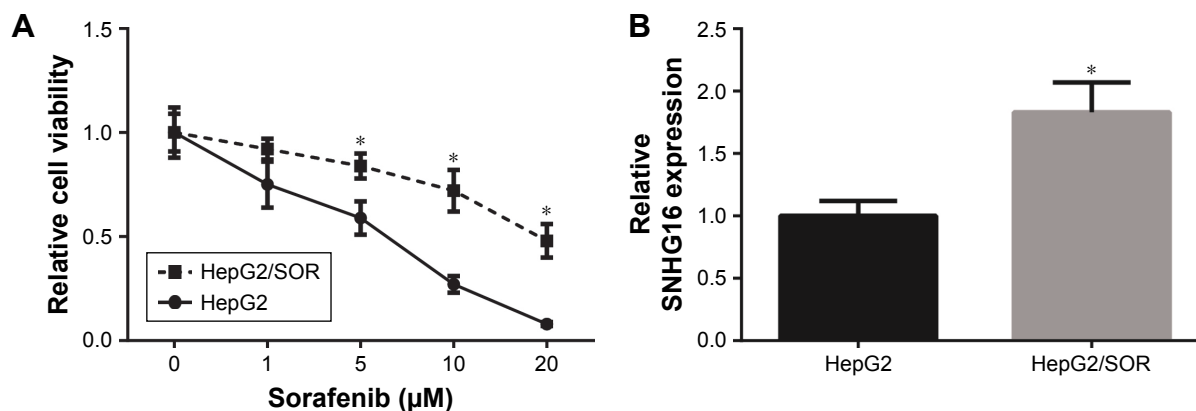 A
Relative cell viability
1.5
1.0
0.5
0.0
*
*
*
HepG2/SOR
HepG2
0 1 5 10 20
Sorafenib (µM)
B
Relative
SNHG16 expression
2.5
2.0
1.5
1.0
0.5
0.0
*
HepG2 HepG2/SOR